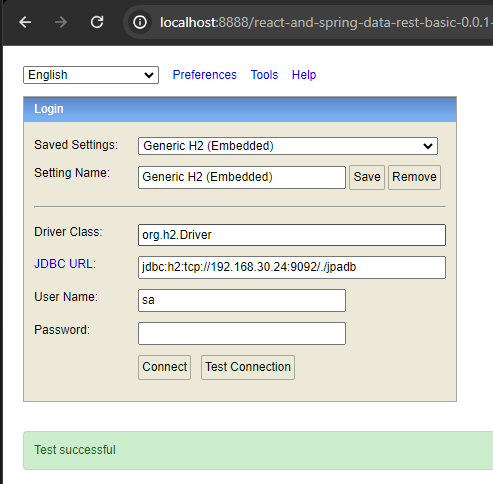 localhost:8888/react-and-spring-data-rest-basic-0.0.1-
English Preferences Tools Help
Login
Saved Settings: Generic H2 (Embedded)
Setting Name: Generic H2 (Embedded) Save Remove
Driver Class: org.h2.Driver
JDBC URL: jdbc:h2:tcp://192.168.30.24:9092/./jpadb
User Name: sa
Password:
Connect Test Connection
Test successful